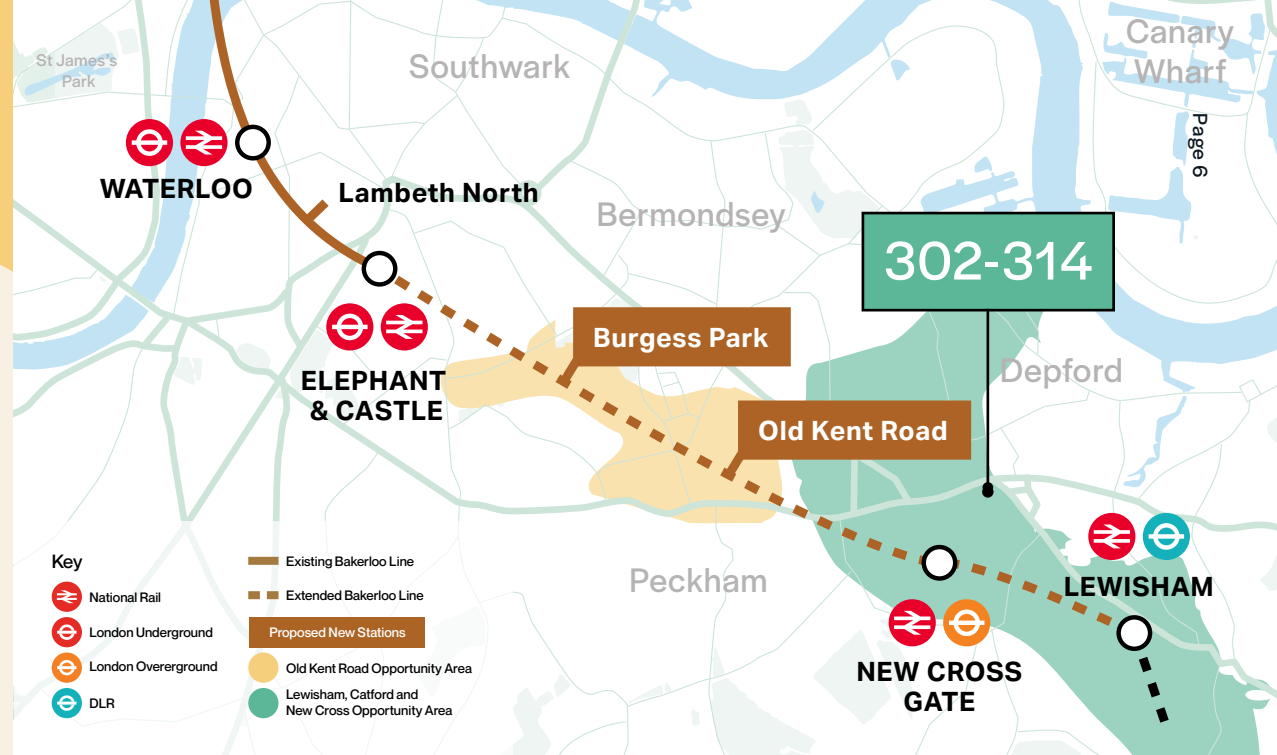 St James's
Park
Southwark
Canary
Wharf
Page 6
WATERLOO
Lambeth North
Bermondsey
302-314
Burgess Park
Depford
ELEPHANT
& CASTLE
Old Kent Road
Peckham
LEWISHAM
NEW CROSS
GATE
Key
National Rail
London Underground
London Overerground
DLR
Existing Bakerloo Line
Extended Bakerloo Line
Proposed New Stations
Old Kent Road Opportunity Area
Lewisham, Catford and
New Cross Opportunity Area